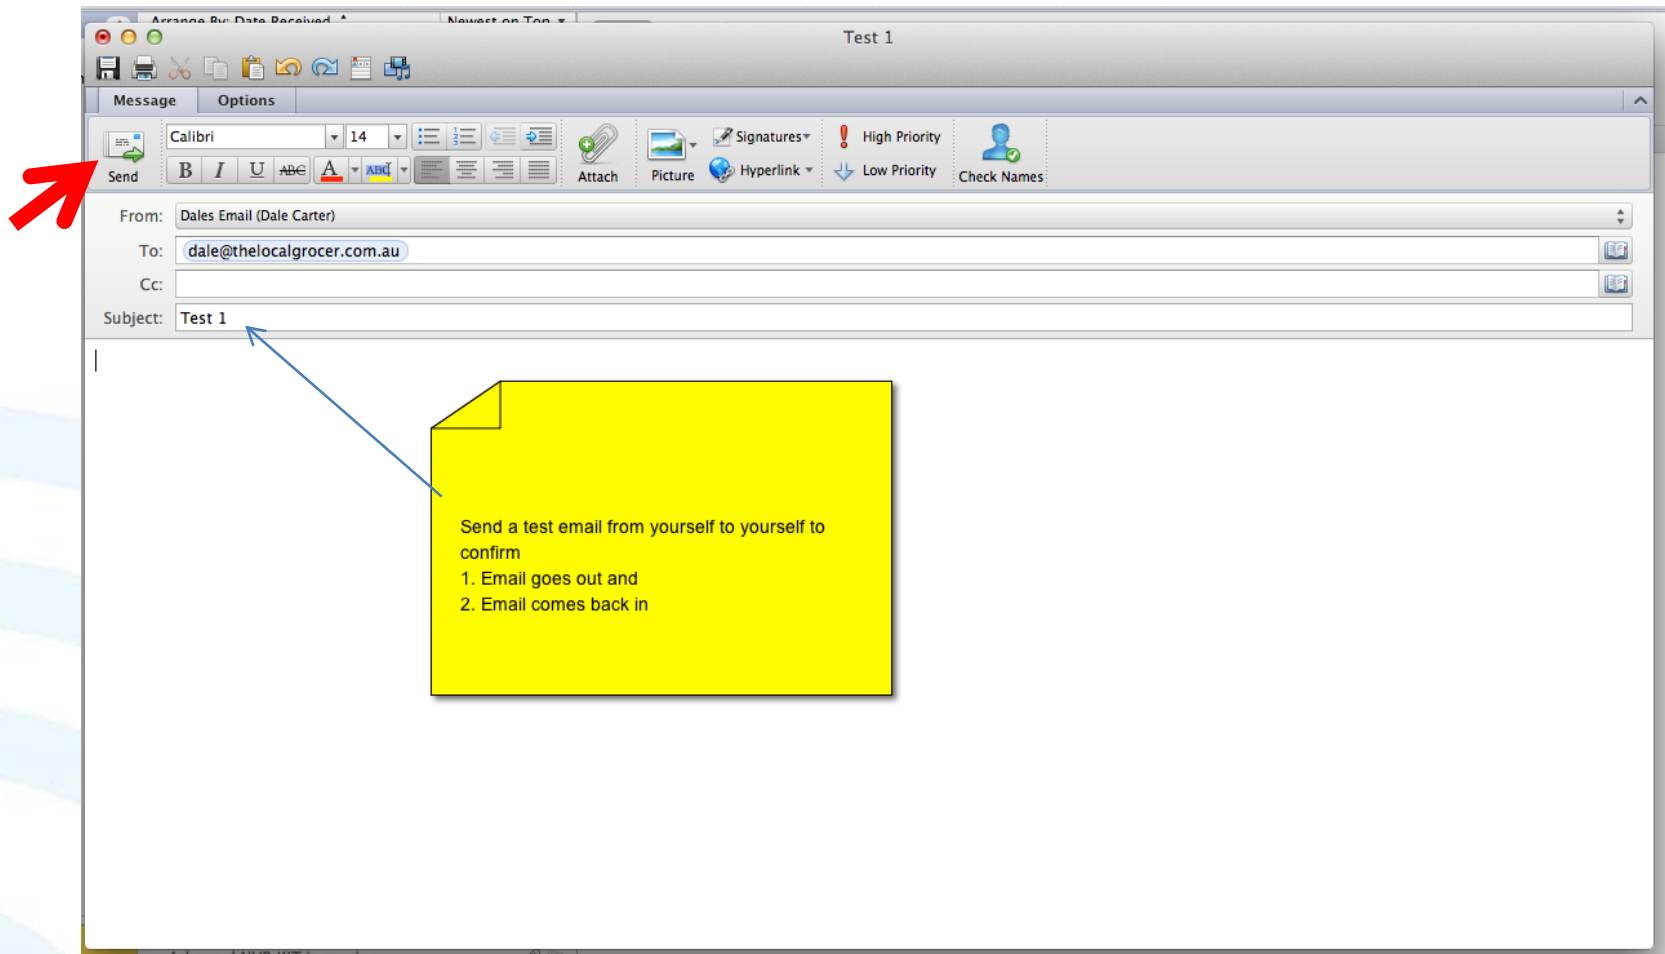 Arrange By: Date Received Newest on Top
Test 1
Message Options
Calibri 14 Signatures High Priority
Send B I U ABC A ABC Attach Picture Hyperlink Low Priority Check Names
From: Dales Email (Dale Carter)
To: dale@thelocalgrocer.com.au
Cc:
Subject: Test 1
Send a test email from yourself to yourself to
confirm
1. Email goes out and
2. Email comes back in